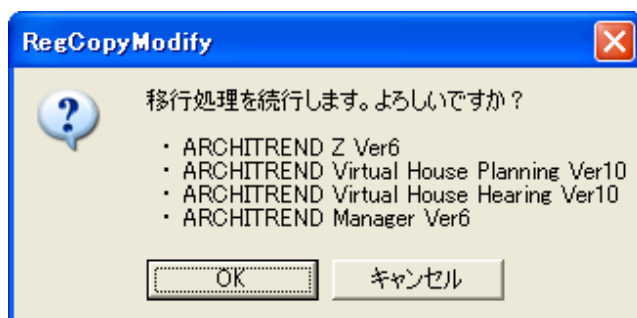 RegCopyModify
移行処理を続行します。よろしいですか？
・ ARCHITREND Z Ver6
・ ARCHITREND Virtual House Planning Ver10
・ ARCHITREND Virtual House Hearing Ver10
・ ARCHITREND Manager Ver6
OK キャンセル